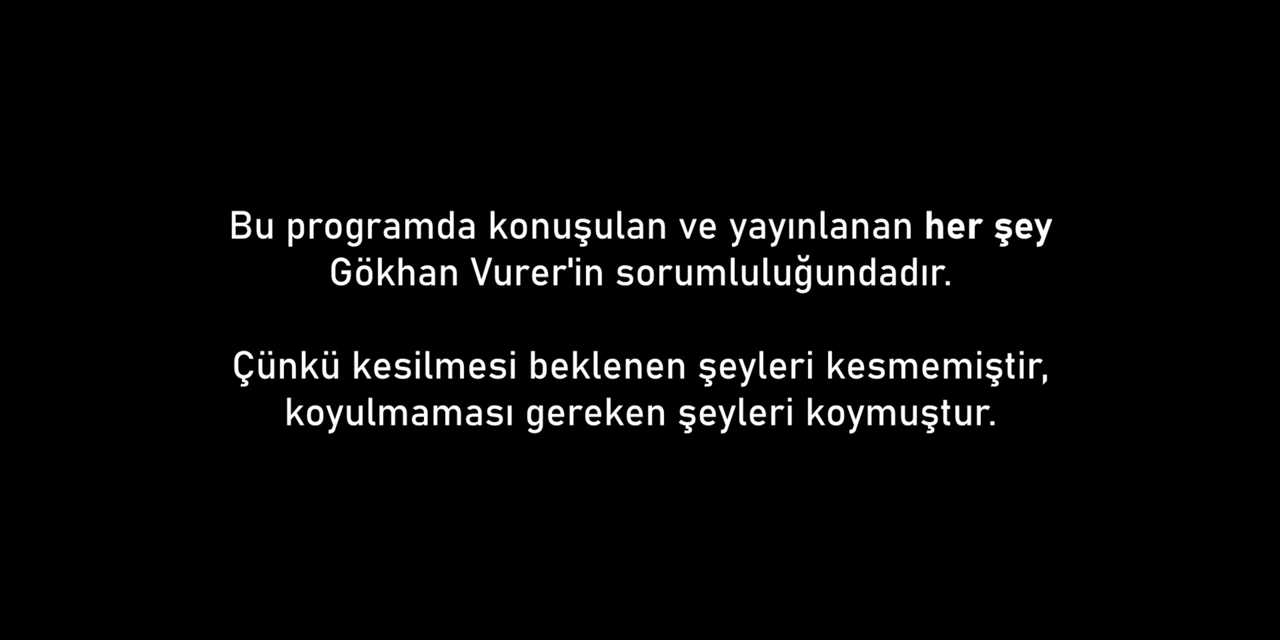 Bu programda konuşulan ve yayınlanan her şey
Gökhan Vurer'in sorumluluğundadır.
Çünkü kesilmesi beklenen şeyleri kesmemiştir,
koyulmaması gereken şeyleri koymuştur.